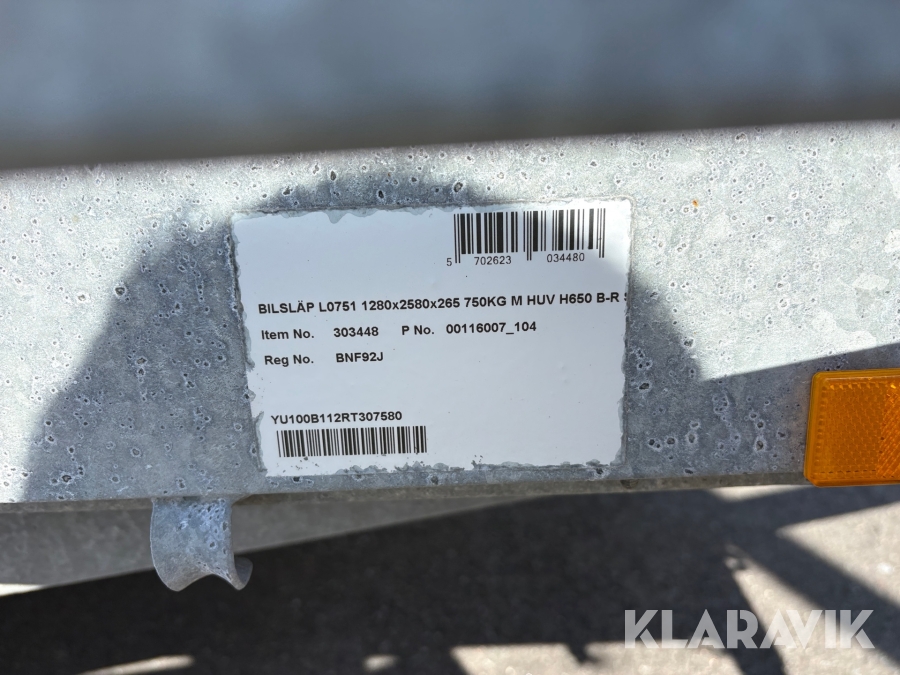 5 702623 034480
BILSLÄP L0751 1280x2580x265 750KG M HUV H650 B-R
Item No. 303448 P No. 00116007_104
Reg No. BNF92J
YU100B112RT307580
KLARAVIK